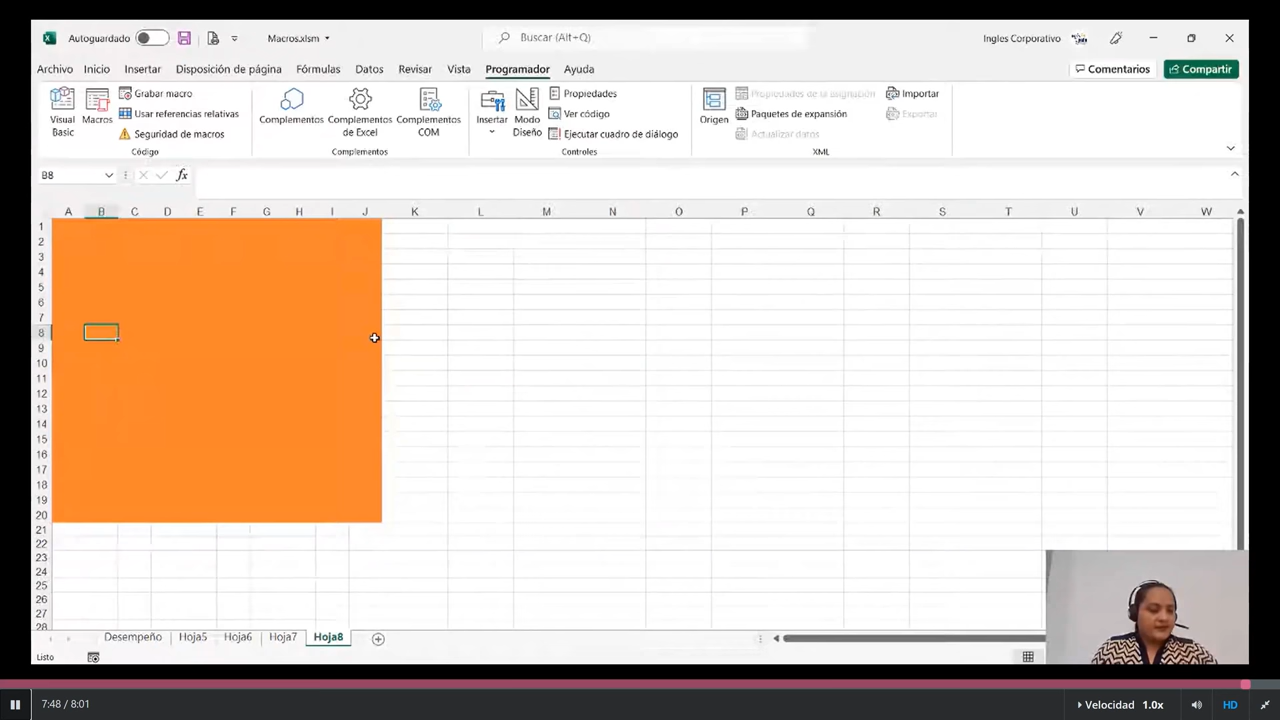 Autoguardado Macros.xlsm Buscar (Alt+Q) Ingles Corporativo
Archivo Inicio Insertar Disposición de página Fórmulas Datos Revisar Vista Programador Ayuda Comentarios Compartir
Visual Basic
Macros
Grabar macro
Usar referencias relativas
Seguridad de macros
Código
Complementos
Complementos de Excel
Complementos COM
Complementos
Insertar
Modo Diseño
Propiedades
Ver código
Ejecutar cuadro de diálogo
Controles
Origen
Propiedades de la asignación
Paquetes de expansión
Actualizar datos
Importar
Exportar
XML
B8 fx
A B C D E F G H I J K L M N O P Q R S T U V W
1
2
3
4
5
6
7
8
9
10
11
12
13
14
15
16
17
18
19
20
21
22
23
24
25
26
27
28
Desempeño Hoja5 Hoja6 Hoja7 Hoja8
Listo
7:48 / 8:01 Velocidad 1.0x HD